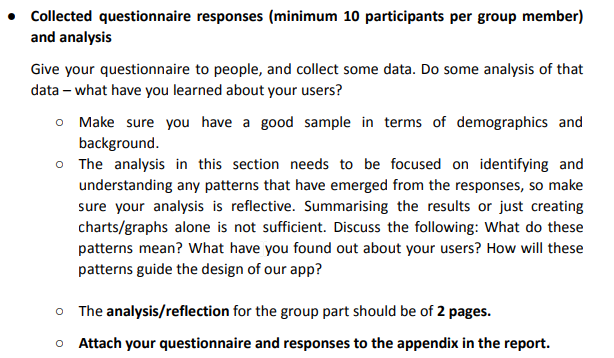 ● Collected questionnaire responses (minimum 10 participants per group member)
and analysis
Give your questionnaire to people, and collect some data. Do some analysis of that
data – what have you learned about your users?
○ Make sure you have a good sample in terms of demographics and
background.
○ The analysis in this section needs to be focused on identifying and
understanding any patterns that have emerged from the responses, so make
sure your analysis is reflective. Summarising the results or just creating
charts/graphs alone is not sufficient. Discuss the following: What do these
patterns mean? What have you found out about your users? How will these
patterns guide the design of our app?
○ The analysis/reflection for the group part should be of 2 pages.
○ Attach your questionnaire and responses to the appendix in the report.